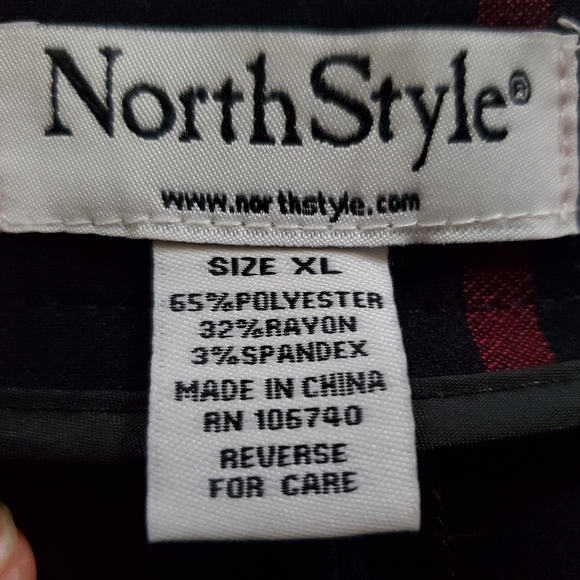 NorthStyle®
www.northstyle.com
SIZE XL
65%POLYESTER
32%RAYON
3%SPANDEX
MADE IN CHINA
RN 106740
REVERSE
FOR CARE